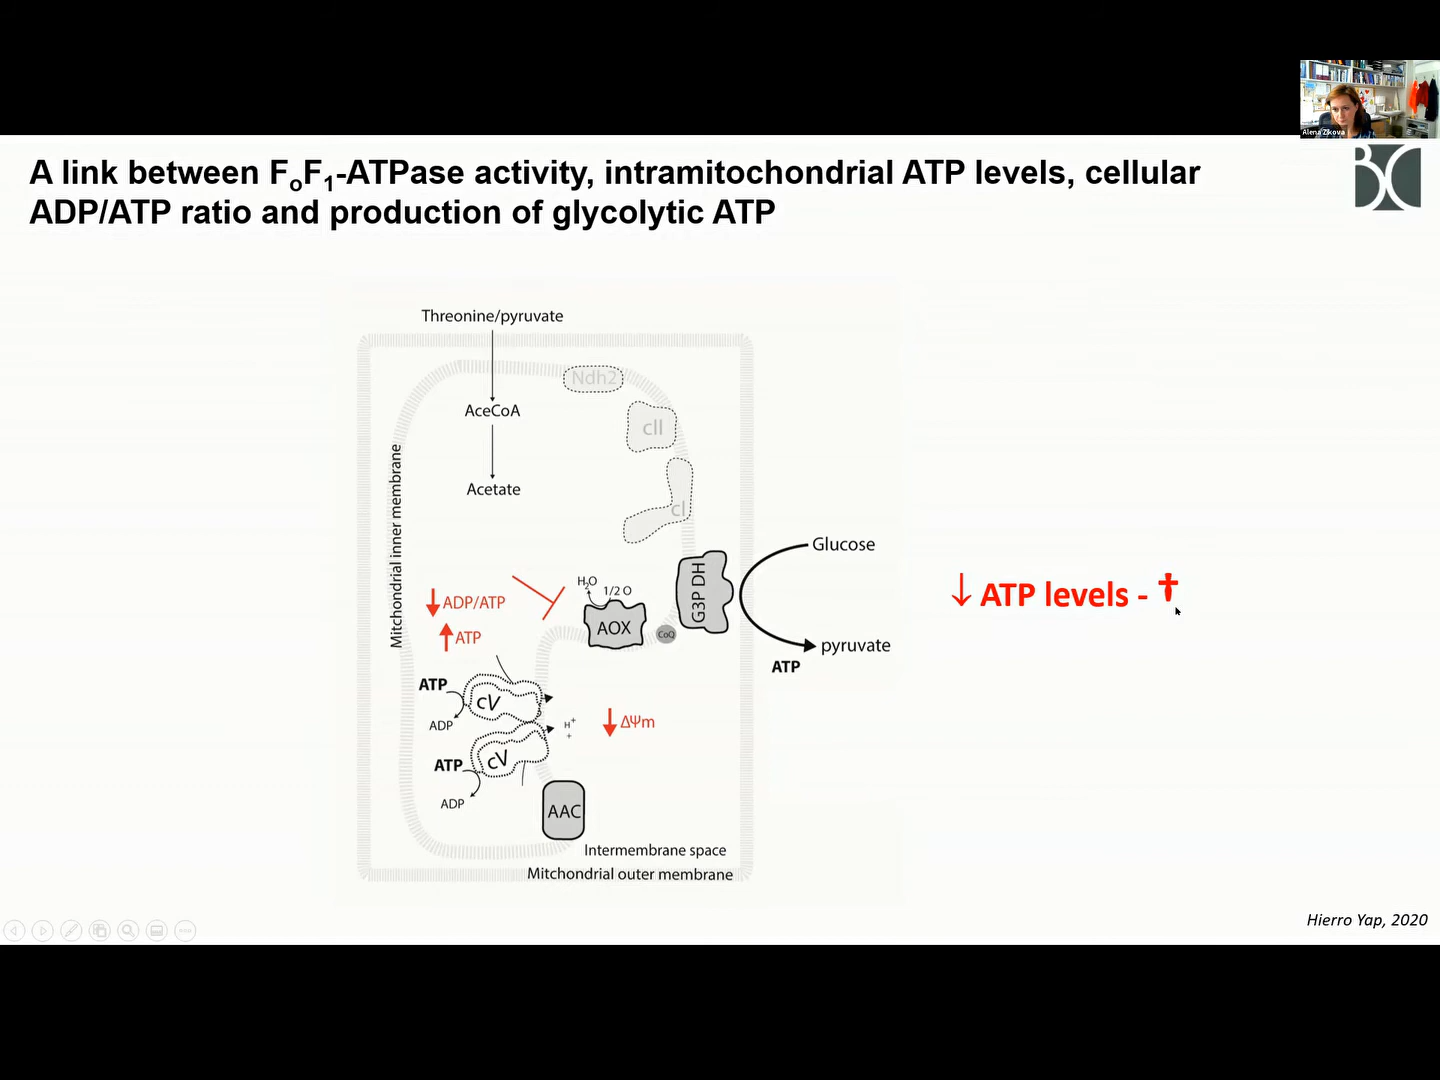 Alena Zikova
A link between FoF1-ATPase activity, intramitochondrial ATP levels, cellular
ADP/ATP ratio and production of glycolytic ATP
Threonine/pyruvate
Ndh2
AceCoA
cII
Acetate
cI
Mitochondrial inner membrane
Glucose
H2O
1/2 O
G3P DH
ADP/ATP
↓ ATP levels - †
AOX
CoQ
ATP
pyruvate
ATP
ATP
cV
ADP
H+
+
ΔΨm
cV
ATP
ADP
AAC
Intermembrane space
Mitchondrial outer membrane
Hierro Yap, 2020